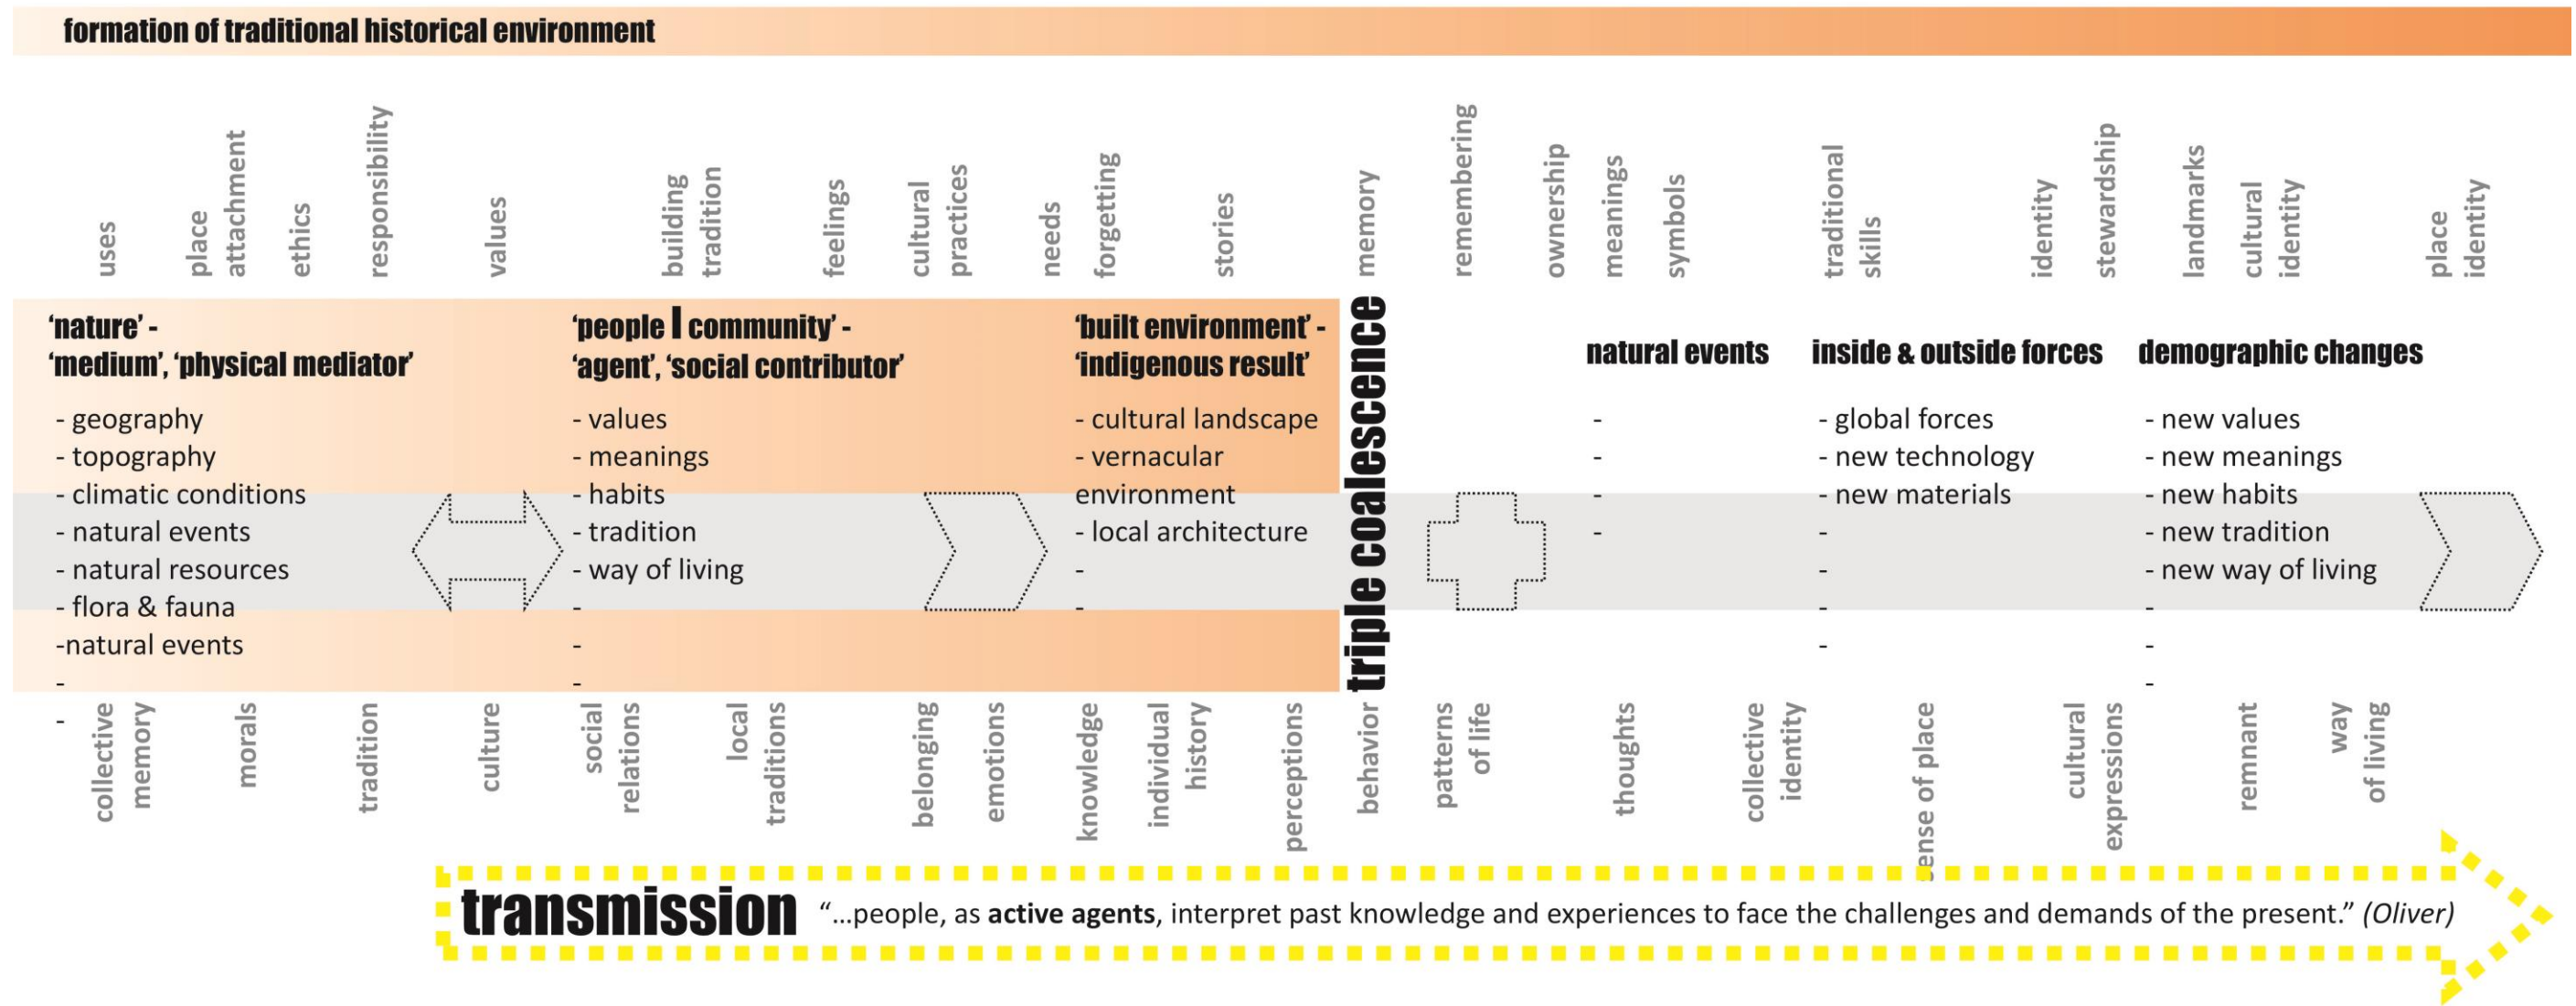 formation of traditional historical environment
uses
place
attachment
ethics
responsibility
values
building
tradition
feelings
cultural
practices
needs
forgetting
stories
memory
remembering
ownership
meanings
symbols
traditional
skills
identity
stewardship
landmarks
cultural
identity
place
identity
‘nature’ -
‘medium’, ‘physical mediator’
- geography
- topography
- climatic conditions
- natural events
- natural resources
- flora & fauna
-natural events
-
-
‘people I community’ -
‘agent’, ‘social contributor’
- values
- meanings
- habits
- tradition
- way of living
-
-
-
‘built environment’ -
‘indigenous result’
- cultural landscape
- vernacular
environment
- local architecture
-
-
triple coalescence
natural events
-
-
-
-
inside & outside forces
- global forces
- new technology
- new materials
-
-
-
-
demographic changes
- new values
- new meanings
- new habits
- new tradition
- new way of living
-
-
-
collective
memory
morals
tradition
culture
social
relations
local
traditions
belonging
emotions
knowledge
individual
history
perceptions
behavior
patterns
of life
thoughts
collective
identity
sense of place
cultural
expressions
remnant
way
of living
transmission “...people, as active agents, interpret past knowledge and experiences to face the challenges and demands of the present.” (Oliver)